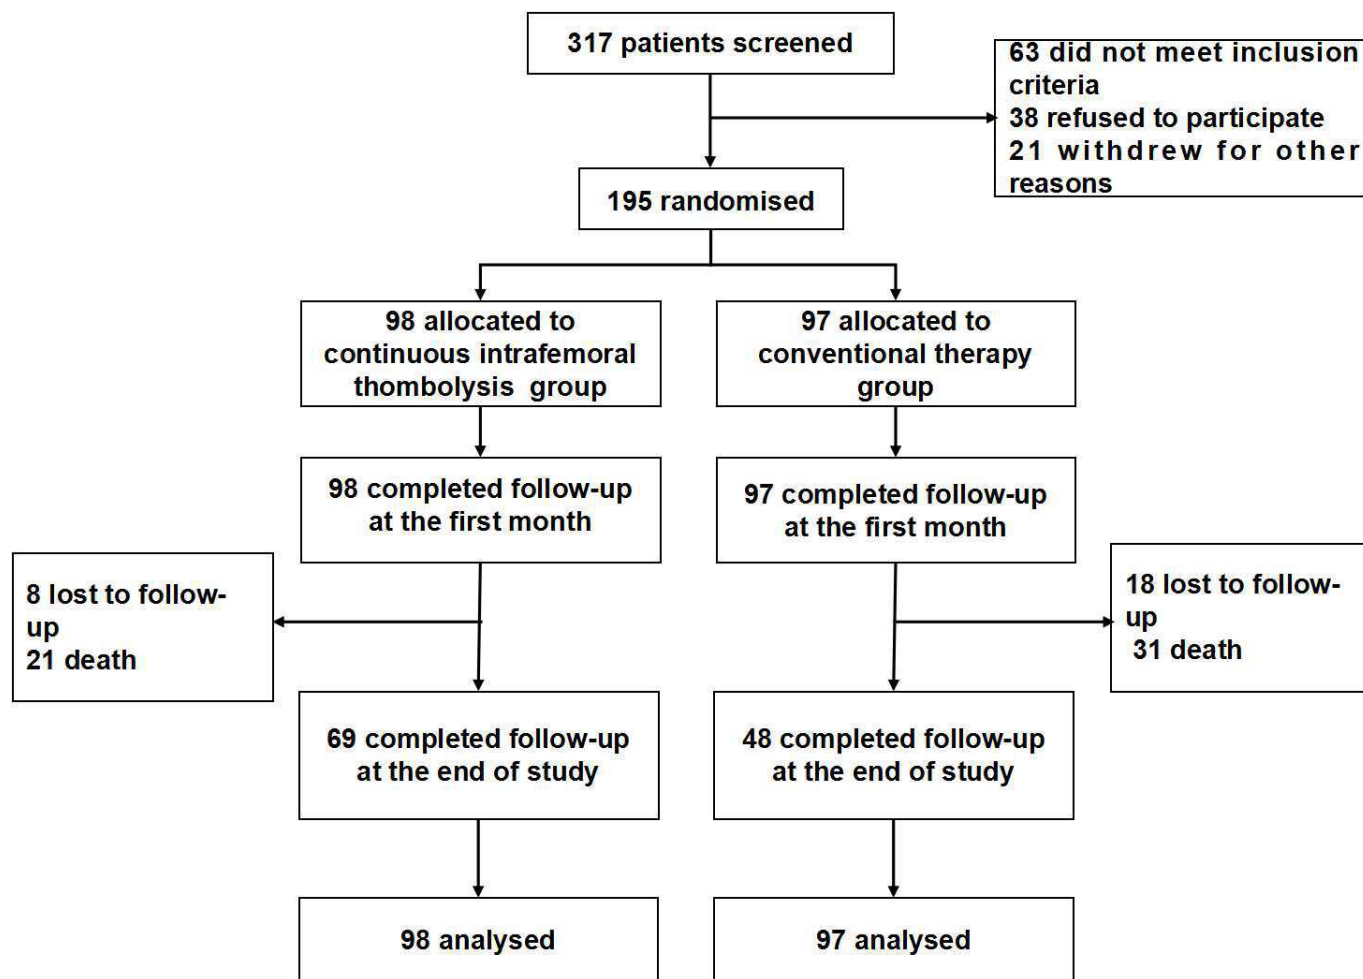 317 patients screened
63 did not meet inclusion
criteria
38 refused to participate
21 withdrew for other
reasons
195 randomised
98 allocated to
continuous intrafemoral
thombolysis group
97 allocated to
conventional therapy
group
98 completed follow-up
at the first month
97 completed follow-up
at the first month
8 lost to follow-
up
21 death
18 lost to follow-
up
31 death
69 completed follow-up
at the end of study
48 completed follow-up
at the end of study
98 analysed
97 analysed